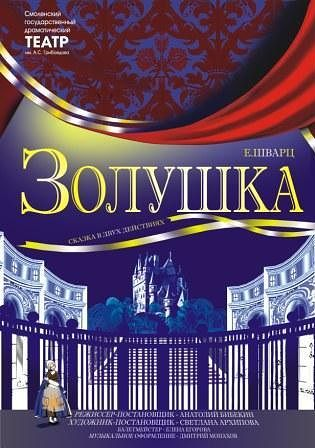 Смоленский
государственный
драматический
ТЕАТР
им. А.С. Грибоедова
Е.ШВАРЦ
ЗОЛУШКА
СКАЗКА В ДВУХ ДЕЙСТВИЯХ
РЕЖИССЕР-ПОСТАНОВЩИК - АНАТОЛИЙ БИБЕКИН
ХУДОЖНИК-ПОСТАНОВЩИК - СВЕТЛАНА АРХИПОВА
БАЛЕТМЕЙСТЕР - ЕЛЕНА ЕГОРОВА
МУЗЫКАЛЬНОЕ ОФОРМЛЕНИЕ - ДМИТРИЙ МОНАХОВ